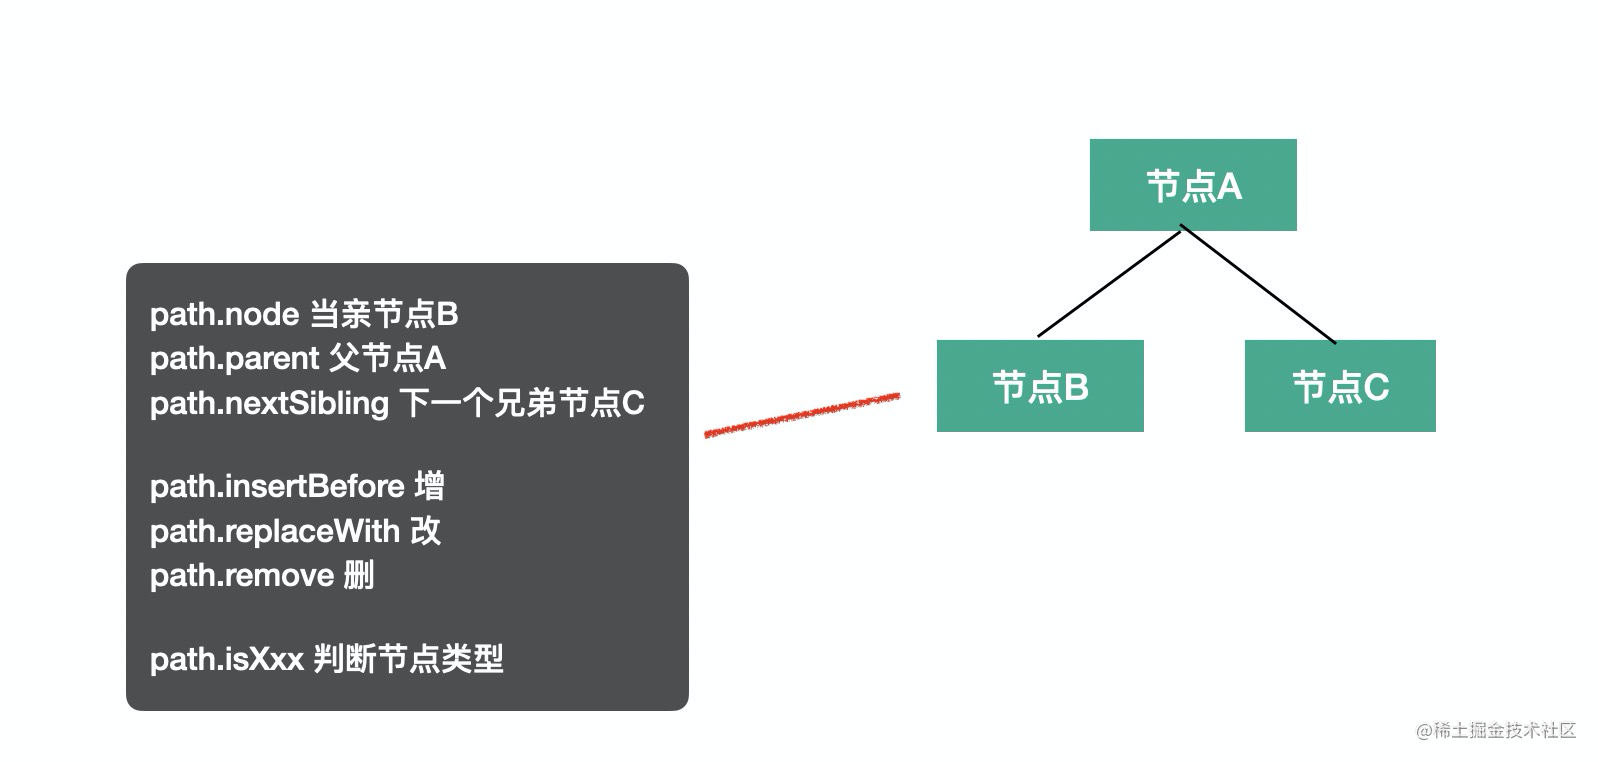 节点A
path.node 当亲节点B
path.parent 父节点A
path.nextSibling 下一个兄弟节点C
path.insertBefore 增
path.replaceWith 改
path.remove 删
path.isXxx 判断节点类型
节点B
节点C
@稀土掘金技术社区